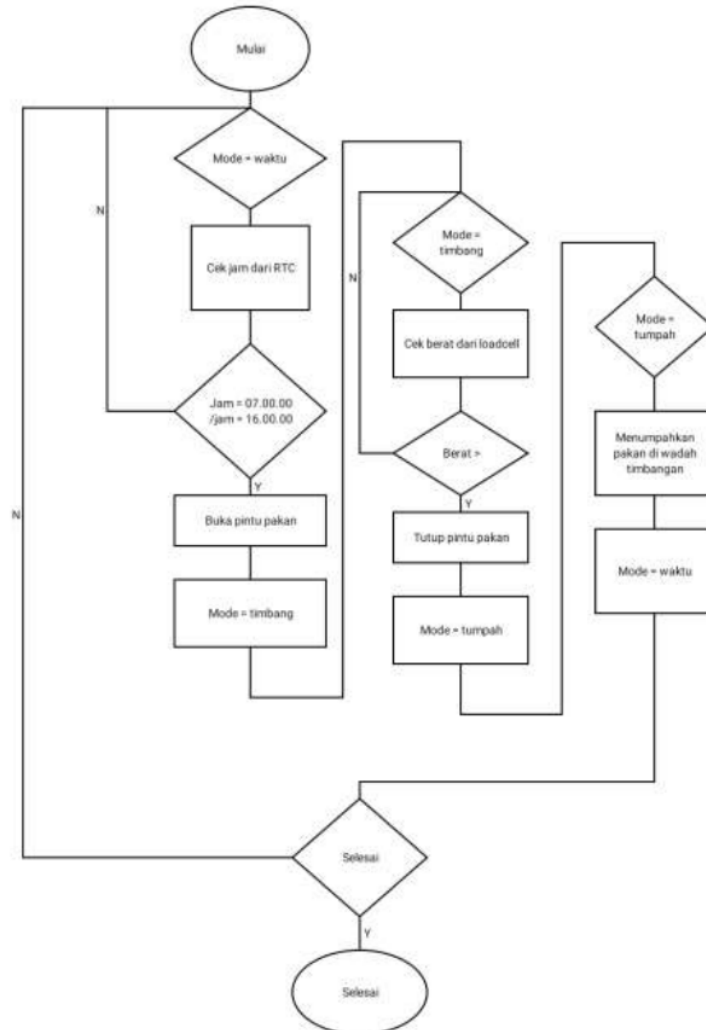 Mulai
Mode = waktu
N
Cek jam dari RTC
Jam = 07.00.00
/jam = 16.00.00
Y
Buka pintu pakan
Mode = timbang
N
Mode =
timbang
N
Cek berat dari loadcell
Berat =
Y
Tutup pintu pakan
Mode = tumpah
Mode =
tumpah
Menumpahkan
pakan di wadah
timbangan
Mode = waktu
Selesai
Y
Selesai